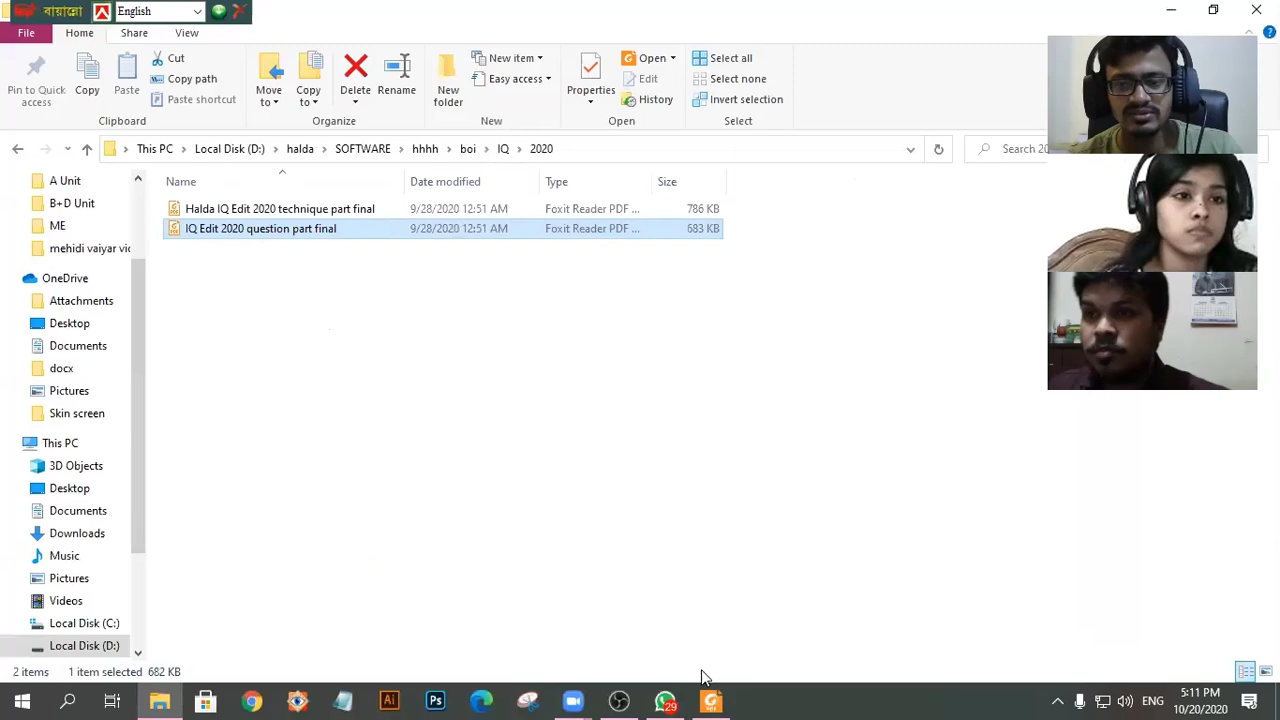 বায়ান্নো English
File Home Share View
Pin to Quick access
Copy
Paste
Cut
Copy path
Paste shortcut
Clipboard
Move to
Copy to
Delete
Rename
Organize
New folder
New item
Easy access
New
Properties
Open
Edit
History
Open
Select all
Select none
Invert selection
Select
This PC > Local Disk (D:) > halda > SOFTWARE > hhhh > boi > IQ > 2020
Search 20
Name Date modified Type Size
Halda IQ Edit 2020 technique part final 9/28/2020 12:51 AM Foxit Reader PDF ... 786 KB
IQ Edit 2020 question part final 9/28/2020 12:51 AM Foxit Reader PDF ... 683 KB
A Unit
B+D Unit
ME
mehidi vaiyar vid
OneDrive
Attachments
Desktop
Documents
docx
Pictures
Skin screen
This PC
3D Objects
Desktop
Documents
Downloads
Music
Pictures
Videos
Local Disk (C:)
Local Disk (D:)
2 items 1 item selected 682 KB
Ai Ps 29 ENG
5:11 PM
10/20/2020